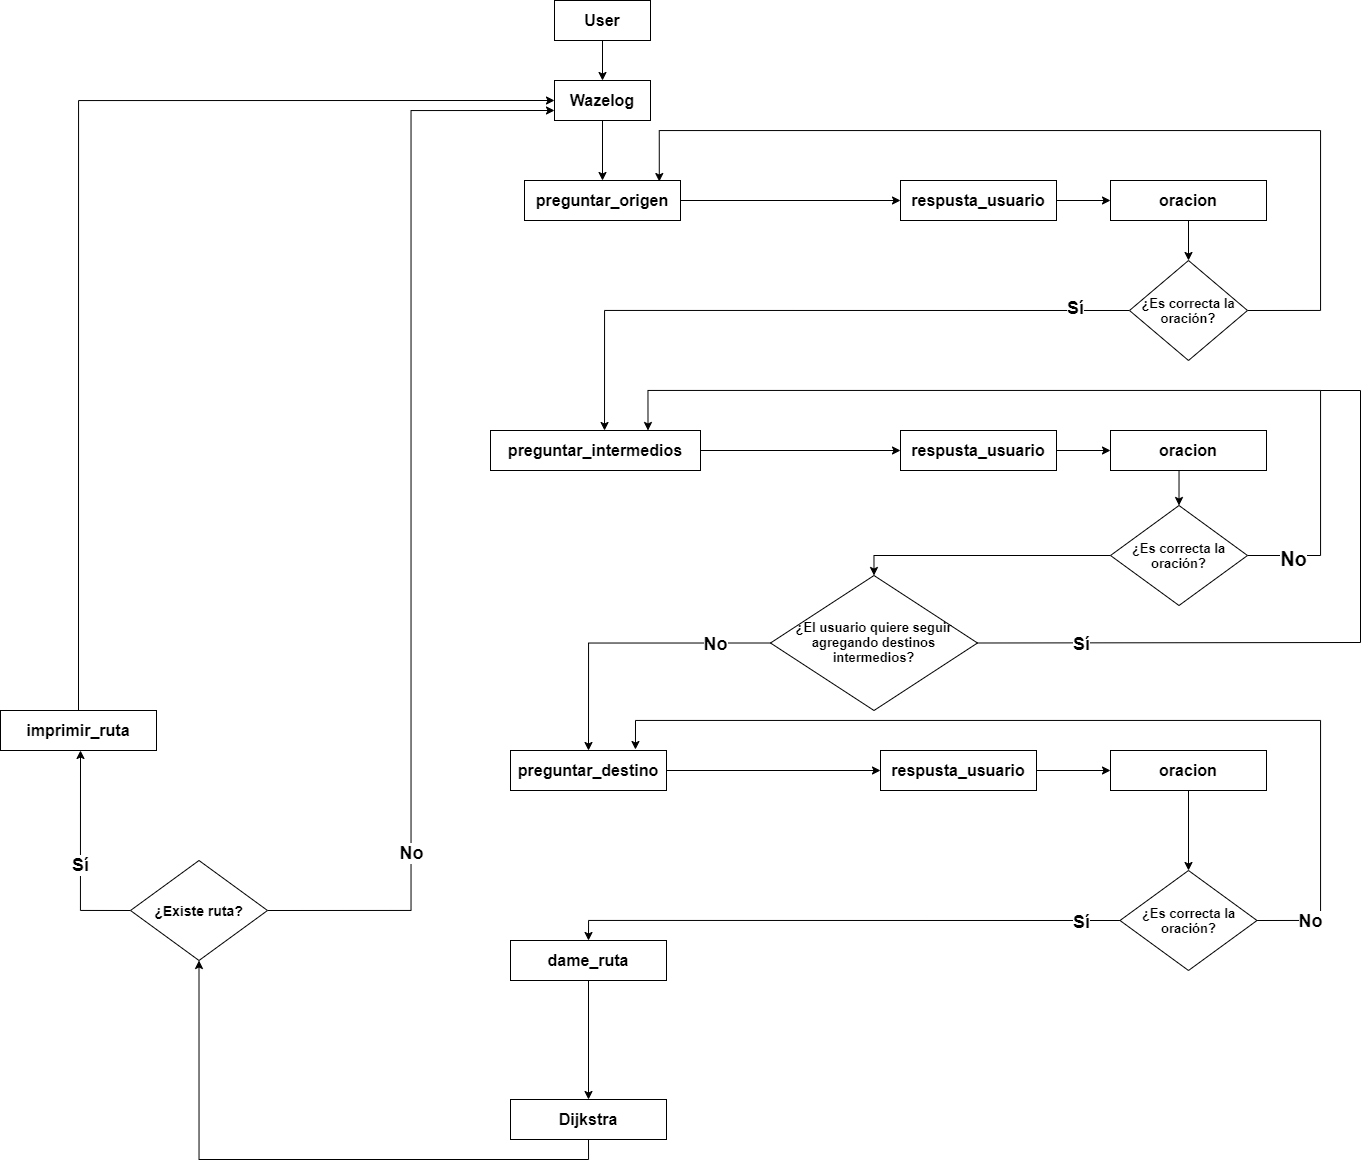 User
Wazelog
preguntar_origen
respusta_usuario
oracion
¿Es correcta la
oración?
Sí
preguntar_intermedios
respusta_usuario
oracion
¿Es correcta la
oración?
No
¿El usuario quiere seguir
agregando destinos
intermedios?
No
Sí
imprimir_ruta
preguntar_destino
respusta_usuario
oracion
Sí
No
¿Existe ruta?
¿Es correcta la
oración?
Sí
No
dame_ruta
Dijkstra